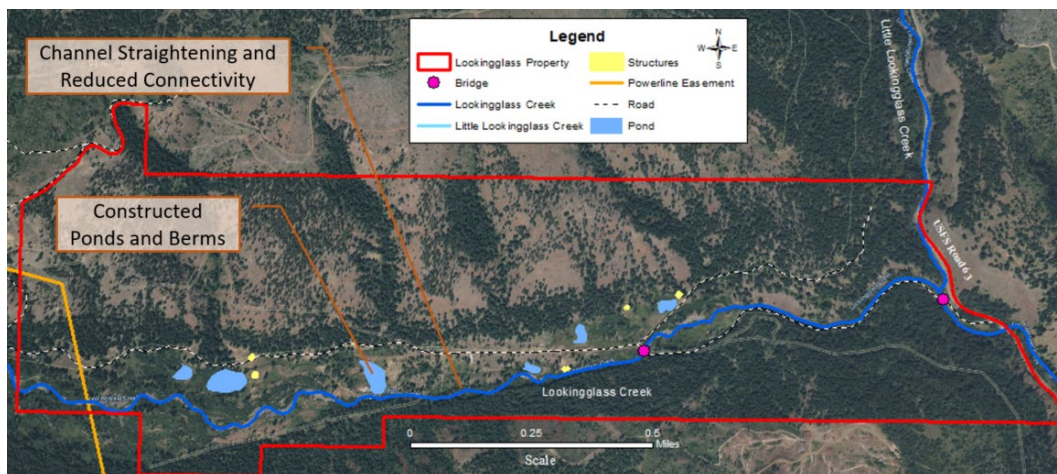 Channel Straightening and
Reduced Connectivity
Legend
N
W E
S
Lookingglass Property
Structures
Bridge
Powerline Easement
Lookingglass Creek
Road
Little Lookingglass Creek
Pond
Little Lookingglass Creek
Constructed
Ponds and Berms
USFS Road 63
Lookingglass Creek
0 0.25 0.5
Miles
Scale